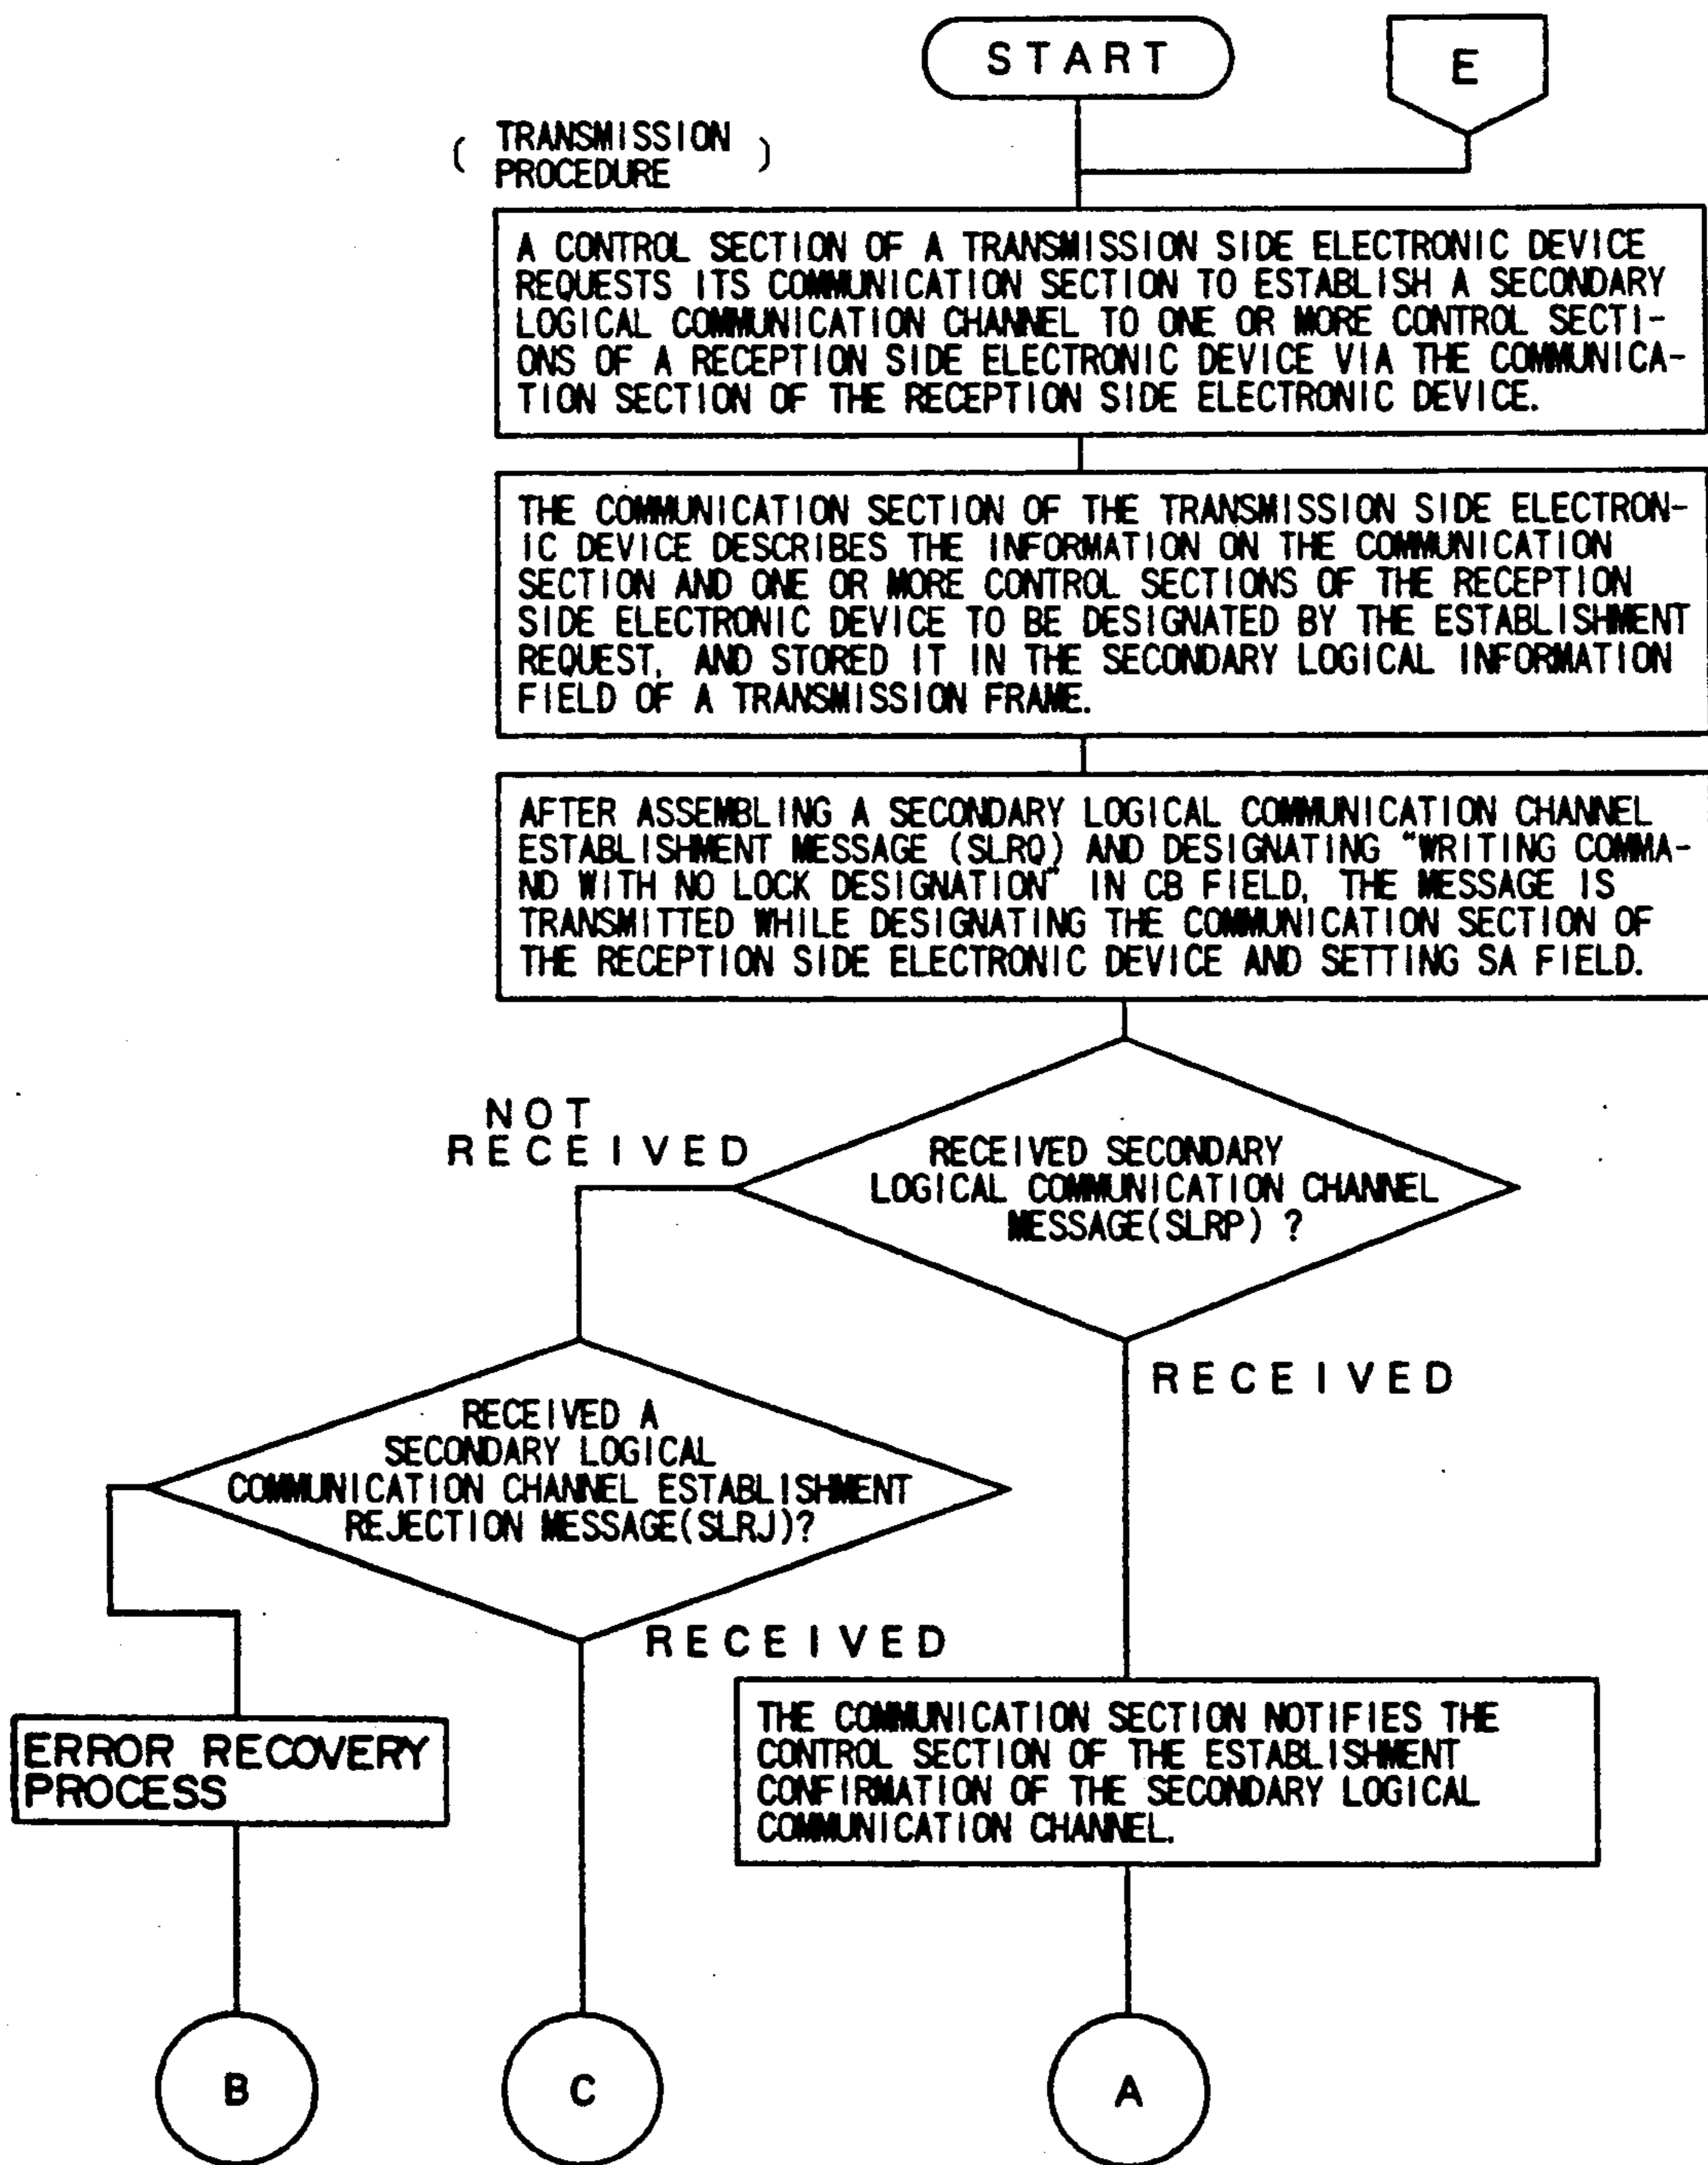 START
E
( TRANSMISSION
PROCEDURE )
A CONTROL SECTION OF A TRANSMISSION SIDE ELECTRONIC DEVICE
REQUESTS ITS COMMUNICATION SECTION TO ESTABLISH A SECONDARY
LOGICAL COMMUNICATION CHANNEL TO ONE OR MORE CONTROL SECTI-
ONS OF A RECEPTION SIDE ELECTRONIC DEVICE VIA THE COMMUNICA-
TION SECTION OF THE RECEPTION SIDE ELECTRONIC DEVICE.
THE COMMUNICATION SECTION OF THE TRANSMISSION SIDE ELECTRON-
IC DEVICE DESCRIBES THE INFORMATION ON THE COMMUNICATION
SECTION AND ONE OR MORE CONTROL SECTIONS OF THE RECEPTION
SIDE ELECTRONIC DEVICE TO BE DESIGNATED BY THE ESTABLISHMENT
REQUEST, AND STORED IT IN THE SECONDARY LOGICAL INFORMATION
FIELD OF A TRANSMISSION FRAME.
AFTER ASSEMBLING A SECONDARY LOGICAL COMMUNICATION CHANNEL
ESTABLISHMENT MESSAGE (SLRQ) AND DESIGNATING "WRITING COMMA-
ND WITH NO LOCK DESIGNATION" IN CB FIELD, THE MESSAGE IS
TRANSMITTED WHILE DESIGNATING THE COMMUNICATION SECTION OF
THE RECEPTION SIDE ELECTRONIC DEVICE AND SETTING SA FIELD.
NOT
RECEIVED
RECEIVED SECONDARY
LOGICAL COMMUNICATION CHANNEL
MESSAGE(SLRP) ?
RECEIVED
RECEIVED A
SECONDARY LOGICAL
COMMUNICATION CHANNEL ESTABLISHMENT
REJECTION MESSAGE(SLRJ)?
RECEIVED
ERROR RECOVERY
PROCESS
THE COMMUNICATION SECTION NOTIFIES THE
CONTROL SECTION OF THE ESTABLISHMENT
CONFIRMATION OF THE SECONDARY LOGICAL
COMMUNICATION CHANNEL.
B
C
A